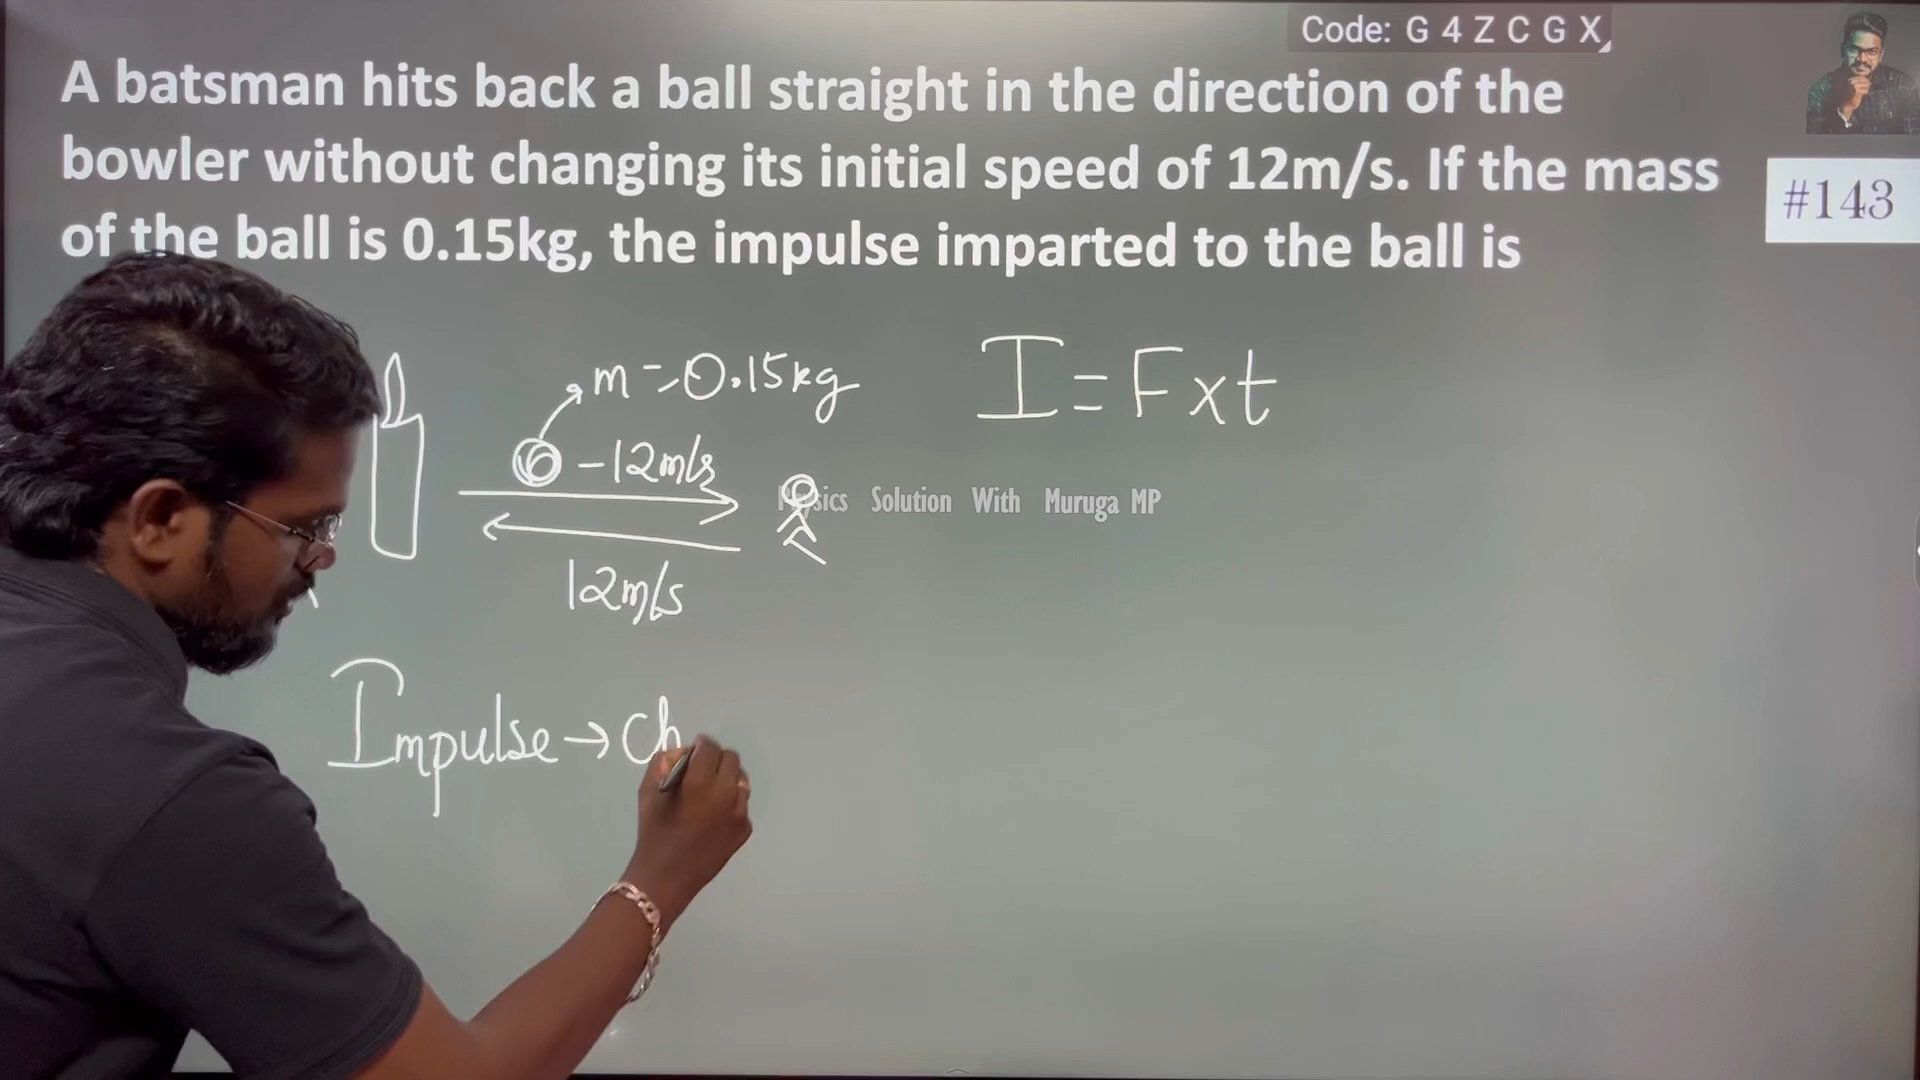 Code: G 4 Z C G X
A batsman hits back a ball straight in the direction of the
bowler without changing its initial speed of 12m/s. If the mass
of the ball is 0.15kg, the impulse imparted to the ball is
#143
m = 0.15kg
I = F x t
-12m/s
Physics Solution With Muruga MP
12m/s
Impulse → Ch